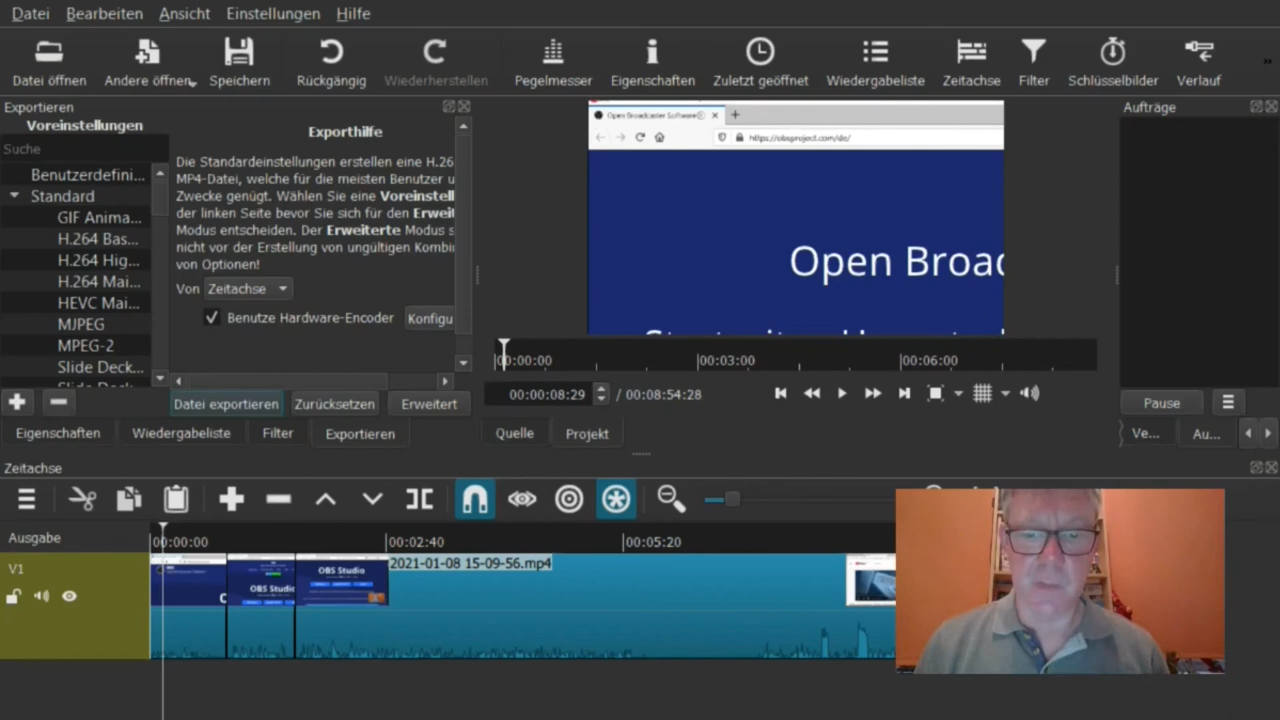 Datei Bearbeiten Ansicht Einstellungen Hilfe
Datei öffnen Andere öffnen Speichern Rückgängig Wiederherstellen Pegelmesser Eigenschaften Zuletzt geöffnet Wiedergabeliste Zeitachse Filter Schlüsselbilder Verlauf
Exportieren
Voreinstellungen
Suche
Benutzerdefini...
Standard
GIF Anima...
H.264 Bas...
H.264 Hig...
H.264 Mai...
HEVC Mai...
MJPEG
MPEG-2
Slide Deck...
Exporthilfe
Die Standardeinstellungen erstellen eine H.26
MP4-Datei, welche für die meisten Benutzer u
Zwecke genügt. Wählen Sie eine Voreinstell
der linken Seite bevor Sie sich für den Erweit
Modus entscheiden. Der Erweiterte Modus s
nicht vor der Erstellung von ungültigen Kombi
von Optionen!
Von Zeitachse
Benutze Hardware-Encoder Konfigu
Datei exportieren Zurücksetzen Erweitert
Eigenschaften Wiedergabeliste Filter Exportieren
Open Broadcaster Software
https://obsproject.com/de/
Open Broad
00:00:00 00:03:00 00:06:00
00:00:08:29 / 00:08:54:28
Quelle Projekt
Aufträge
Pause
Ve... Au...
Zeitachse
Ausgabe
00:00:00 00:02:40 00:05:20
V1
2021-01-08 15-09-56.mp4
OBS Studio
OBS Studio